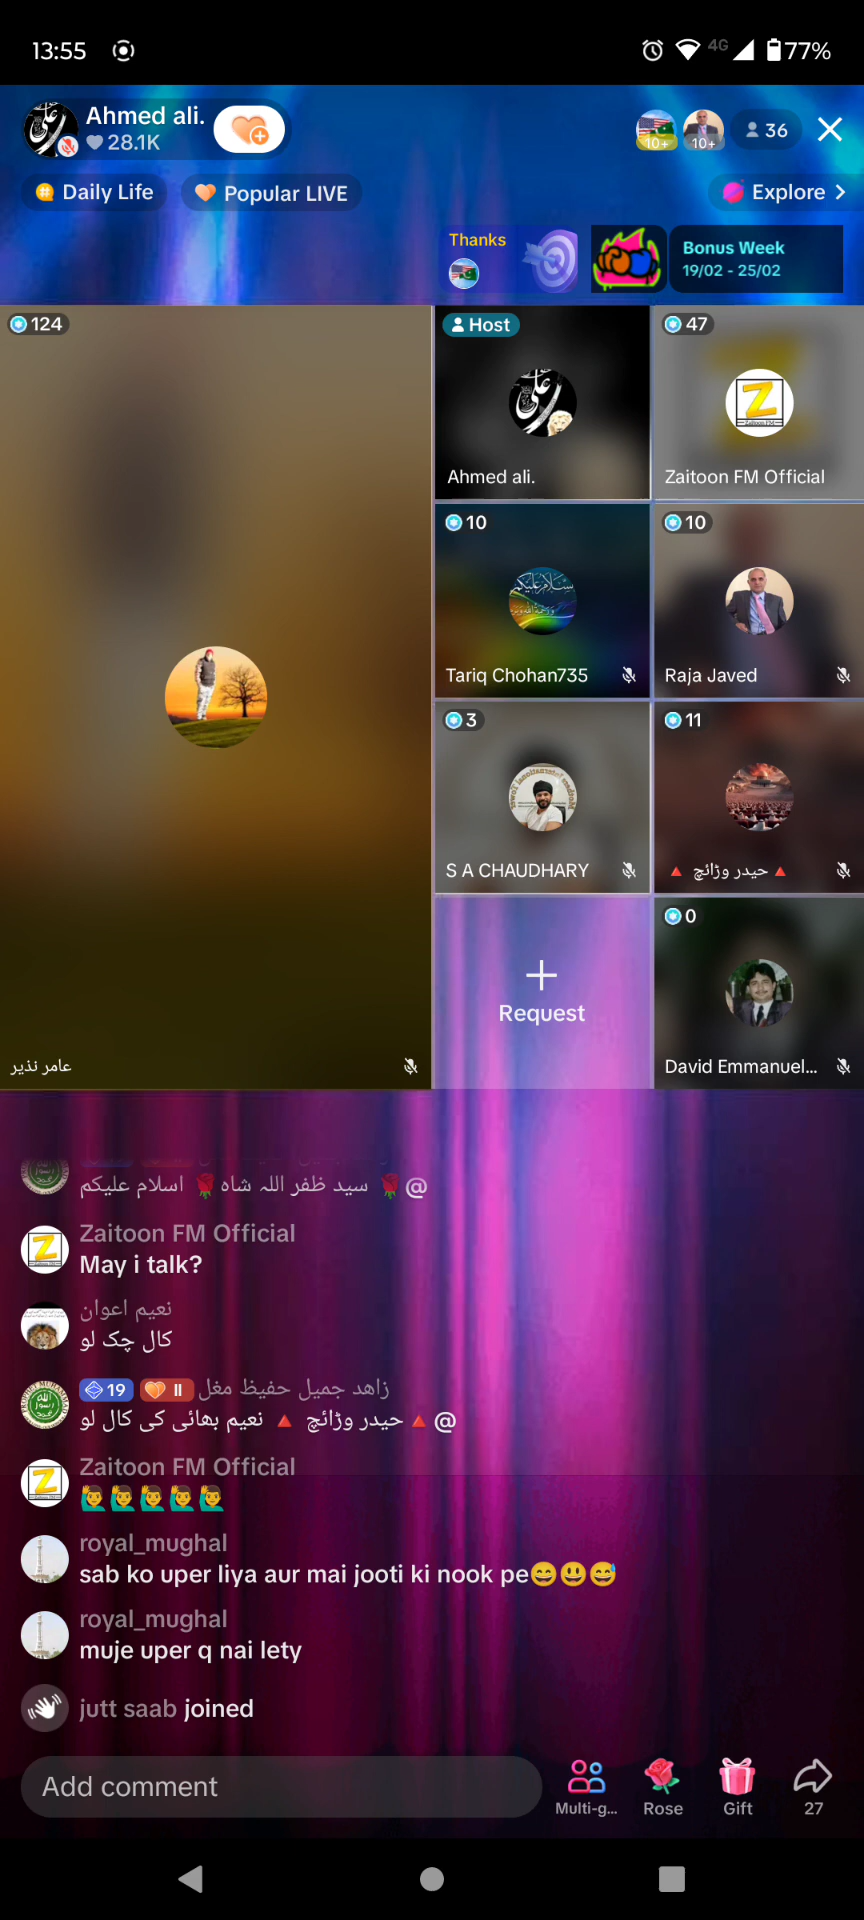 13:55
4G
77%
Ahmed ali.
28.1K
10+
10+
36
Daily Life
Popular LIVE
Explore
Thanks
Bonus Week
19/02 - 25/02
124
Host
47
Ahmed ali.
Zaitoon FM Official
10
10
Tariq Chohan735
Raja Javed
3
11
S A CHAUDHARY
🔺 حیدر وڑائچ 🔺
+
Request
0
عامر نذیر
David Emmanuel...
@🌹 سید ظفر اللہ شاہ🌹 اسلام علیکم
Zaitoon FM Official
May i talk?
نعیم اعوان
کال چک لو
19
II
زاھد جمیل حفیظ مغل
@🔺حیدر وڑائچ 🔺 نعیم بھائی کی کال لو
Zaitoon FM Official
🙋‍♂️🙋‍♂️🙋‍♂️🙋‍♂️🙋‍♂️
royal_mughal
sab ko uper liya aur mai jooti ki nook pe😄😃😅
royal_mughal
muje uper q nai lety
jutt saab joined
Add comment
Multi-g...
Rose
Gift
27